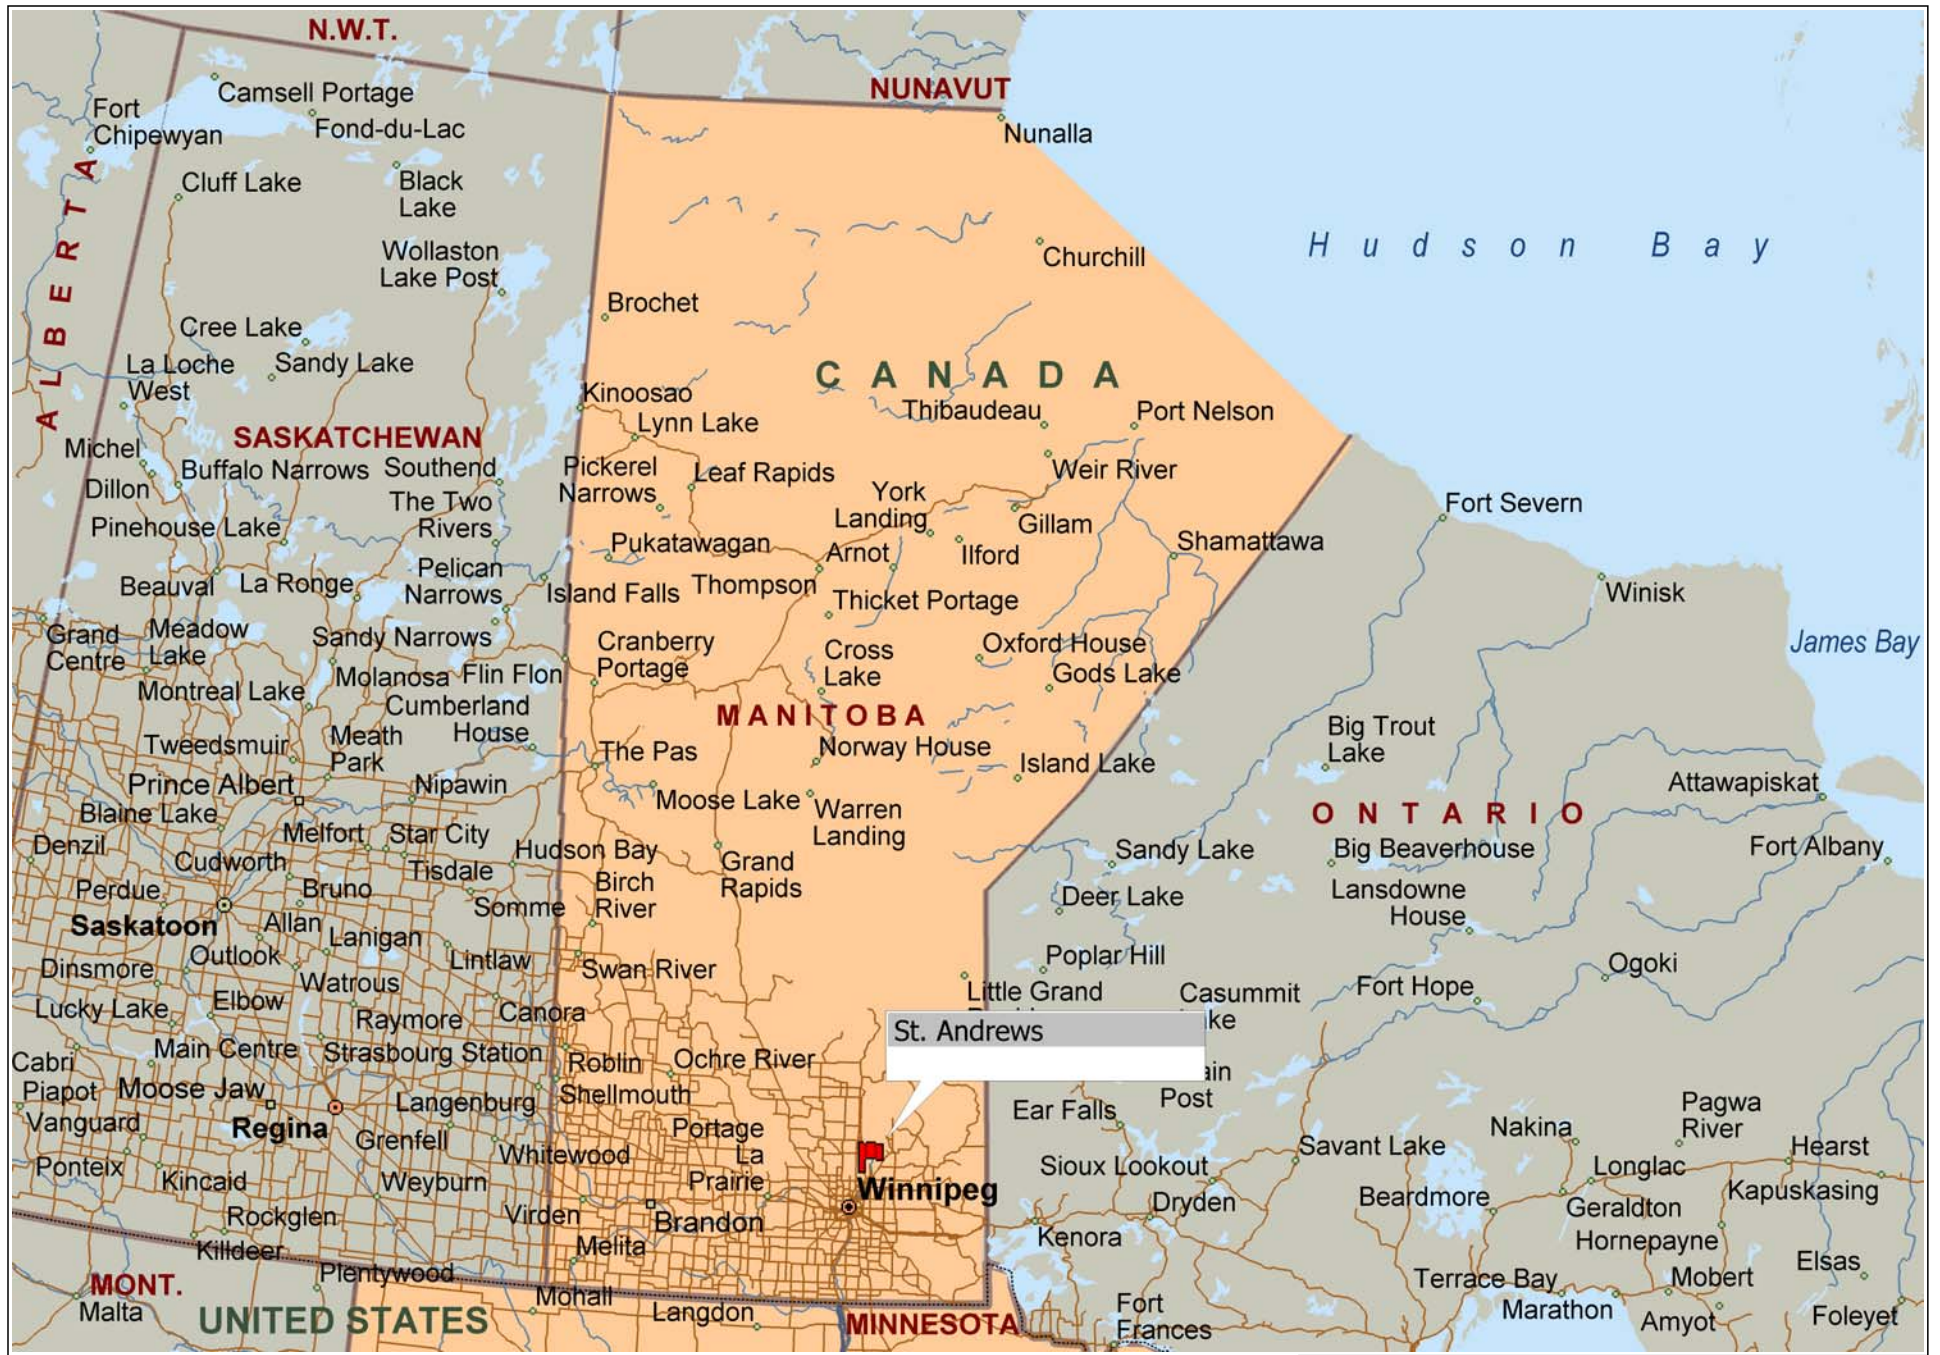 N.W.T.
NUNAVUT
Camsell Portage
Fort
Chipewyan
Fond-du-Lac
Nunalla
Cluff Lake
Black
Lake
ALBERTA
Wollaston
Lake Post
Churchill
Hudson Bay
Brochet
Cree Lake
La Loche
West
Sandy Lake
CANADA
Kinoosao
Lynn Lake
Thibaudeau
Port Nelson
SASKATCHEWAN
Michel
Buffalo Narrows
Southend
Pickerel
Narrows
Leaf Rapids
Weir River
Dillon
The Two
Rivers
York
Landing
Fort Severn
Pinehouse Lake
Gillam
Pukatawagan
Arnot
Ilford
Shamattawa
Beauval
La Ronge
Pelican
Narrows
Island Falls
Thompson
Thicket Portage
Winisk
Grand
Centre
Meadow
Lake
Sandy Narrows
Cranberry
Portage
Cross
Lake
Oxford House
James Bay
Molanosa
Flin Flon
Gods Lake
Montreal Lake
Cumberland
House
MANITOBA
Tweedsmuir
Meath
Park
The Pas
Norway House
Island Lake
Big Trout
Lake
Prince Albert
Nipawin
Moose Lake
Warren
Landing
Attawapiskat
Blaine Lake
ONTARIO
Denzil
Melfort
Star City
Hudson Bay
Sandy Lake
Big Beaverhouse
Fort Albany
Cudworth
Tisdale
Grand
Rapids
Perdue
Bruno
Somme
Birch
River
Deer Lake
Lansdowne
House
Saskatoon
Allan
Lanigan
Outlook
Lintlaw
Dinsmore
Watrous
Swan River
Poplar Hill
Ogoki
Lucky Lake
Elbow
Raymore
Canora
Little Grand
Casummit
Fort Hope
St. Andrews
Main Centre
Strasbourg Station
Cabri
Roblin
Ochre River
Piapot
Moose Jaw
Langenburg
Shellmouth
Post
Vanguard
Regina
Grenfell
Whitewood
Portage
La
Prairie
Ear Falls
Nakina
Pagwa
River
Ponteix
Kincaid
Weyburn
Sioux Lookout
Savant Lake
Longlac
Hearst
Winnipeg
Rockglen
Virden
Brandon
Dryden
Beardmore
Geraldton
Kapuskasing
Killdeer
Melita
Kenora
Hornepayne
MONT.
Malta
Plentywood
Mohall
Langdon
Terrace Bay
Mobert
Elsas
UNITED STATES
MINNESOTA
Fort
Frances
Marathon
Amyot
Foleyet